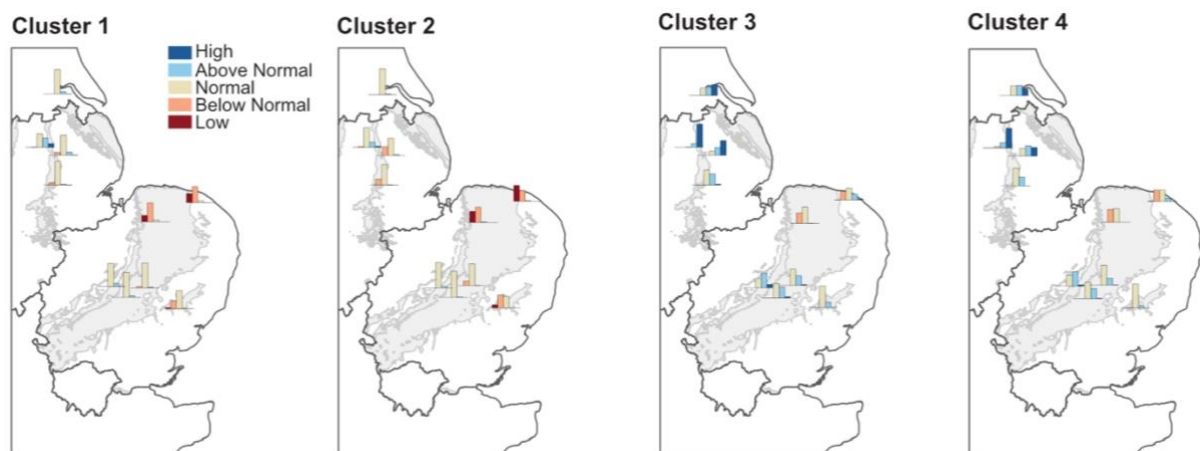 Cluster 1
Cluster 2
Cluster 3
Cluster 4
High
Above Normal
Normal
Below Normal
Low